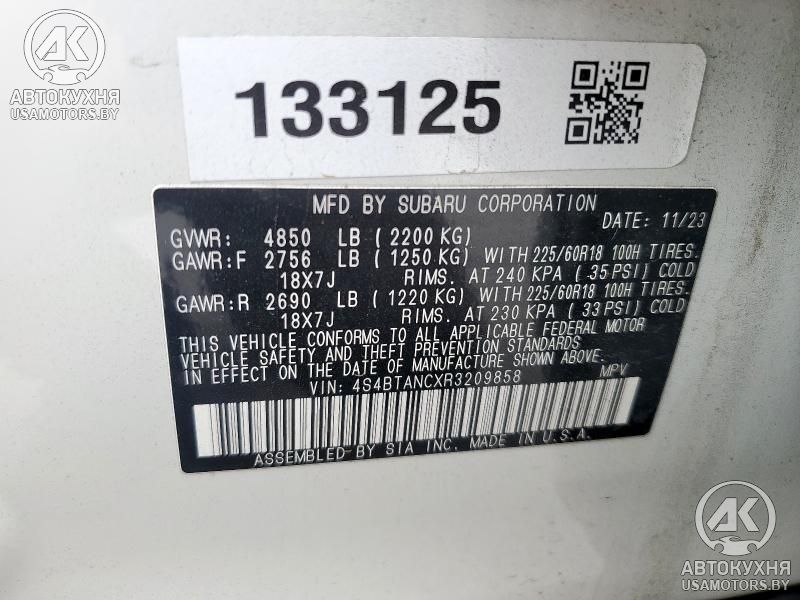 АК
АВТОКУХНЯ
USAMOTORS.BY
133125
MFD BY SUBARU CORPORATION
DATE: 11/23
GVWR: 4850 LB (2200 KG)
GAWR:F 2756 LB (1250 KG) WITH 225/60R18 100H TIRES.
18X7J RIMS. AT 240 KPA (35 PSI) COLD
GAWR:R 2690 LB (1220 KG) WITH 225/60R18 100H TIRES.
18X7J RIMS. AT 230 KPA (33 PSI) COLD
THIS VEHICLE CONFORMS TO ALL APPLICABLE FEDERAL MOTOR
VEHICLE SAFETY AND THEFT PREVENTION STANDARDS
IN EFFECT ON THE DATE OF MANUFACTURE SHOWN ABOVE.
VIN: 4S4BTANCXR3209858 MPV
ASSEMBLED BY SIA INC. MADE IN U.S.A.
АК
АВТОКУХНЯ
USAMOTORS.BY